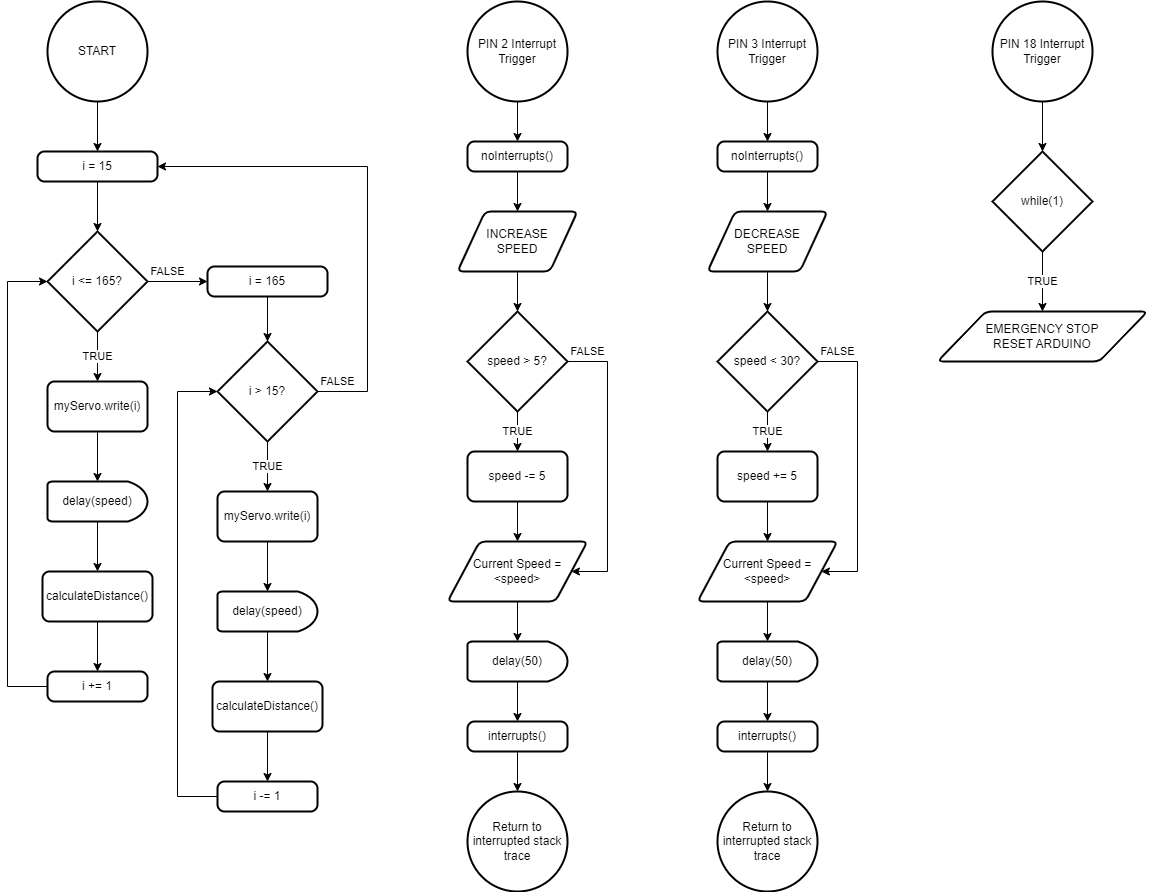 START
i = 15
i <= 165?
FALSE
i = 165
TRUE
myServo.write(i)
delay(speed)
calculateDistance()
i += 1
i > 15?
FALSE
TRUE
myServo.write(i)
delay(speed)
calculateDistance()
i -= 1
PIN 2 Interrupt
Trigger
noInterrupts()
INCREASE
SPEED
speed > 5?
FALSE
TRUE
speed -= 5
Current Speed =
<speed>
delay(50)
interrupts()
Return to
interrupted stack
trace
PIN 3 Interrupt
Trigger
noInterrupts()
DECREASE
SPEED
speed < 30?
FALSE
TRUE
speed += 5
Current Speed =
<speed>
delay(50)
interrupts()
Return to
interrupted stack
trace
PIN 18 Interrupt
Trigger
while(1)
TRUE
EMERGENCY STOP
RESET ARDUINO